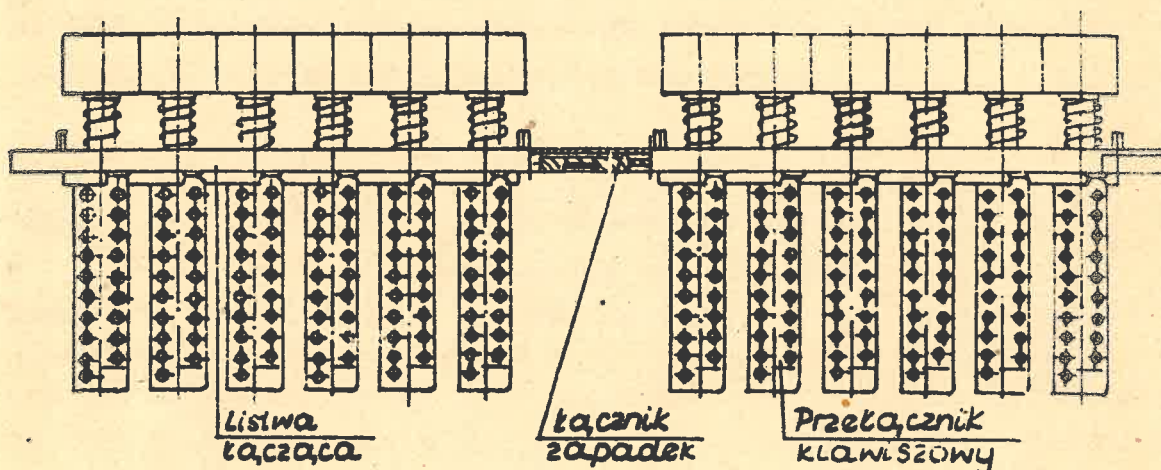 Listwa
łącząca
Łącznik
zapadek
Przełącznik
klawiszowy